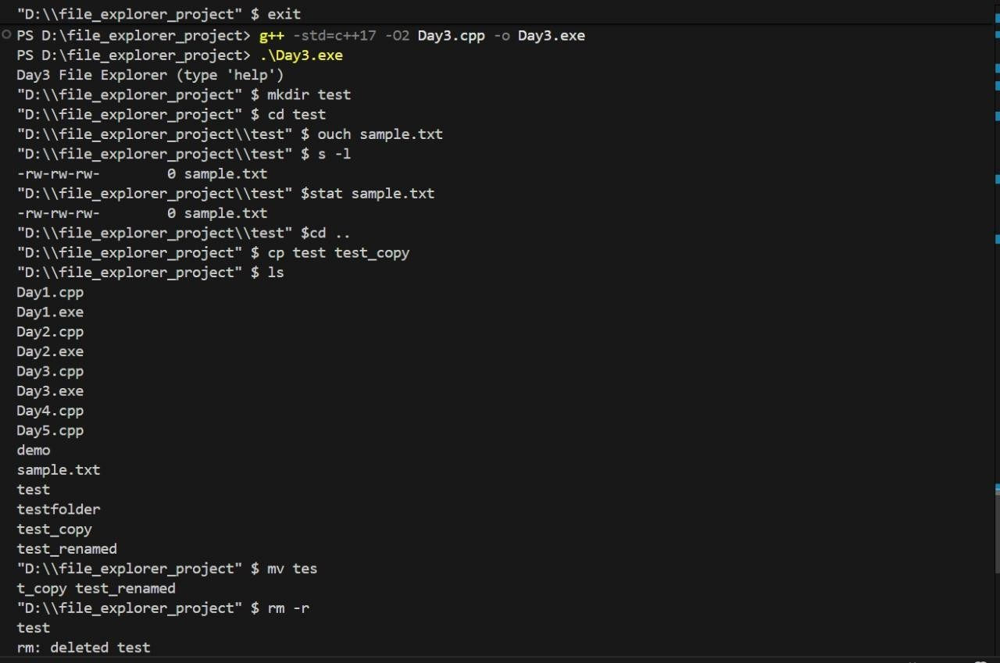 "D:\\file_explorer_project" $ exit
PS D:\file_explorer_project> g++ -std=c++17 -O2 Day3.cpp -o Day3.exe
PS D:\file_explorer_project> .\Day3.exe
Day3 File Explorer (type 'help')
"D:\\file_explorer_project" $ mkdir test
"D:\\file_explorer_project" $ cd test
"D:\\file_explorer_project\\test" $ ouch sample.txt
"D:\\file_explorer_project\\test" $ s -l
-rw-rw-rw-        0 sample.txt
"D:\\file_explorer_project\\test" $stat sample.txt
-rw-rw-rw-        0 sample.txt
"D:\\file_explorer_project\\test" $cd ..
"D:\\file_explorer_project" $ cp test test_copy
"D:\\file_explorer_project" $ ls
Day1.cpp
Day1.exe
Day2.cpp
Day2.exe
Day3.cpp
Day3.exe
Day4.cpp
Day5.cpp
demo
sample.txt
test
testfolder
test_copy
test_renamed
"D:\\file_explorer_project" $ mv tes
t_copy test_renamed
"D:\\file_explorer_project" $ rm -r
test
rm: deleted test